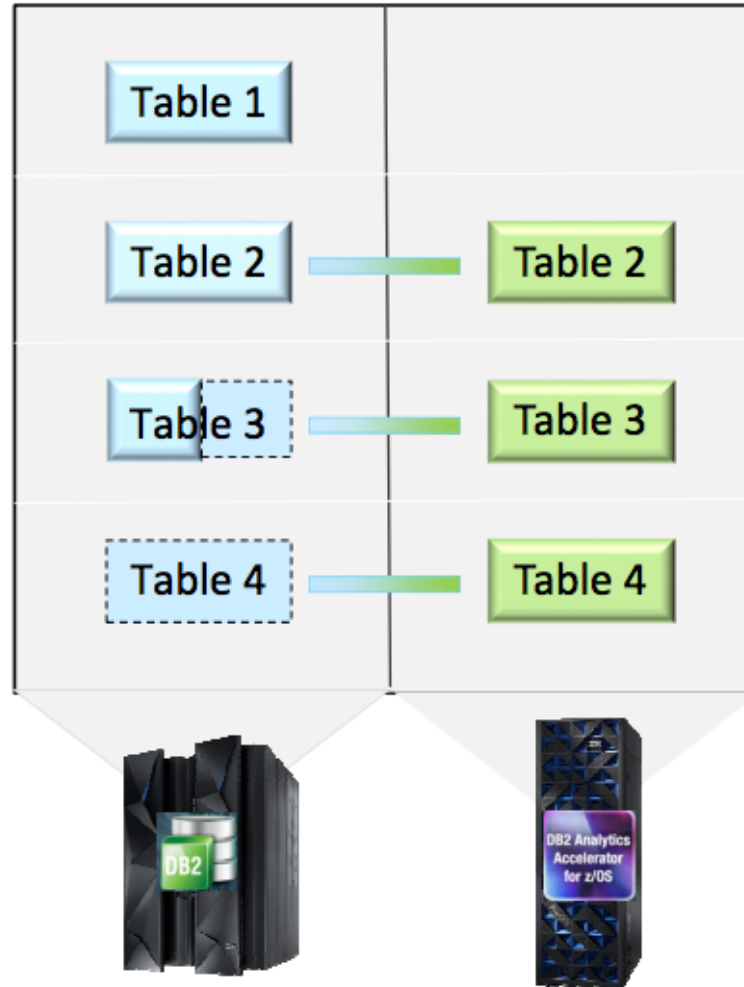 Table 1
Table 2
Table 2
Table 3
Table 3
Table 4
Table 4
DB2
IBM
DB2 Analytics
Accelerator
for z/OS